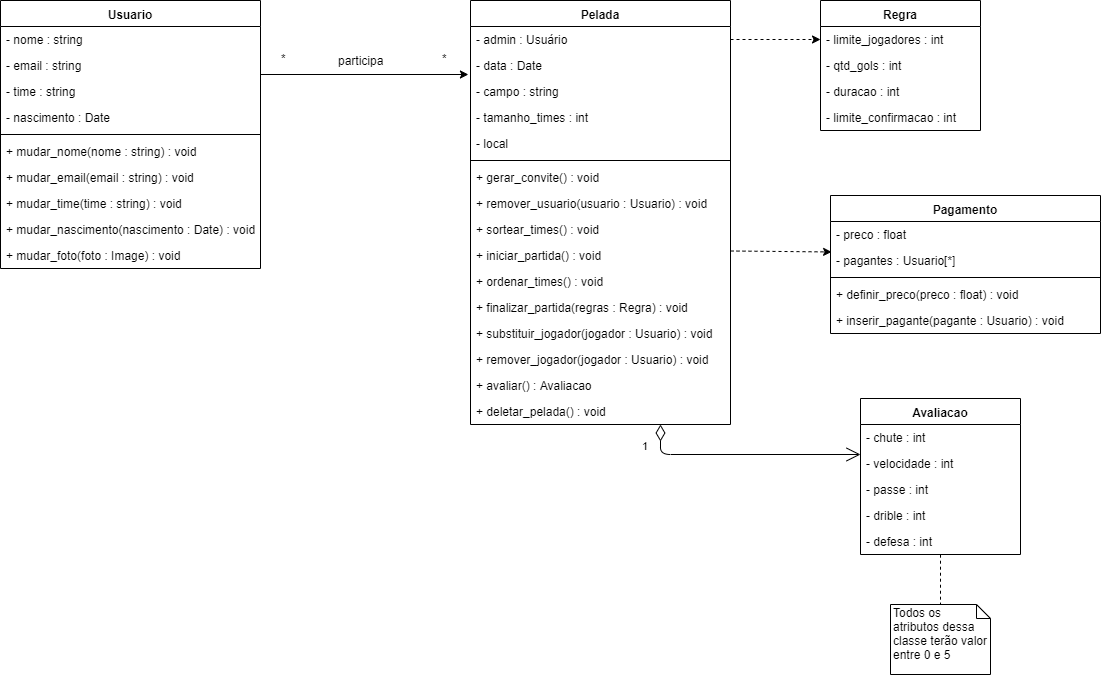 Usuario
- nome : string
- email : string
- time : string
- nascimento : Date
+ mudar_nome(nome : string) : void
+ mudar_email(email : string) : void
+ mudar_time(time : string) : void
+ mudar_nascimento(nascimento : Date) : void
+ mudar_foto(foto : Image) : void
* participa *
Pelada
- admin : Usuário
- data : Date
- campo : string
- tamanho_times : int
- local
+ gerar_convite() : void
+ remover_usuario(usuario : Usuario) : void
+ sortear_times() : void
+ iniciar_partida() : void
+ ordenar_times() : void
+ finalizar_partida(regras : Regra) : void
+ substituir_jogador(jogador : Usuario) : void
+ remover_jogador(jogador : Usuario) : void
+ avaliar() : Avaliacao
+ deletar_pelada() : void
1
Regra
- limite_jogadores : int
- qtd_gols : int
- duracao : int
- limite_confirmacao : int
Pagamento
- preco : float
- pagantes : Usuario[*]
+ definir_preco(preco : float) : void
+ inserir_pagante(pagante : Usuario) : void
Avaliacao
- chute : int
- velocidade : int
- passe : int
- drible : int
- defesa : int
Todos os
atributos dessa
classe terão valor
entre 0 e 5